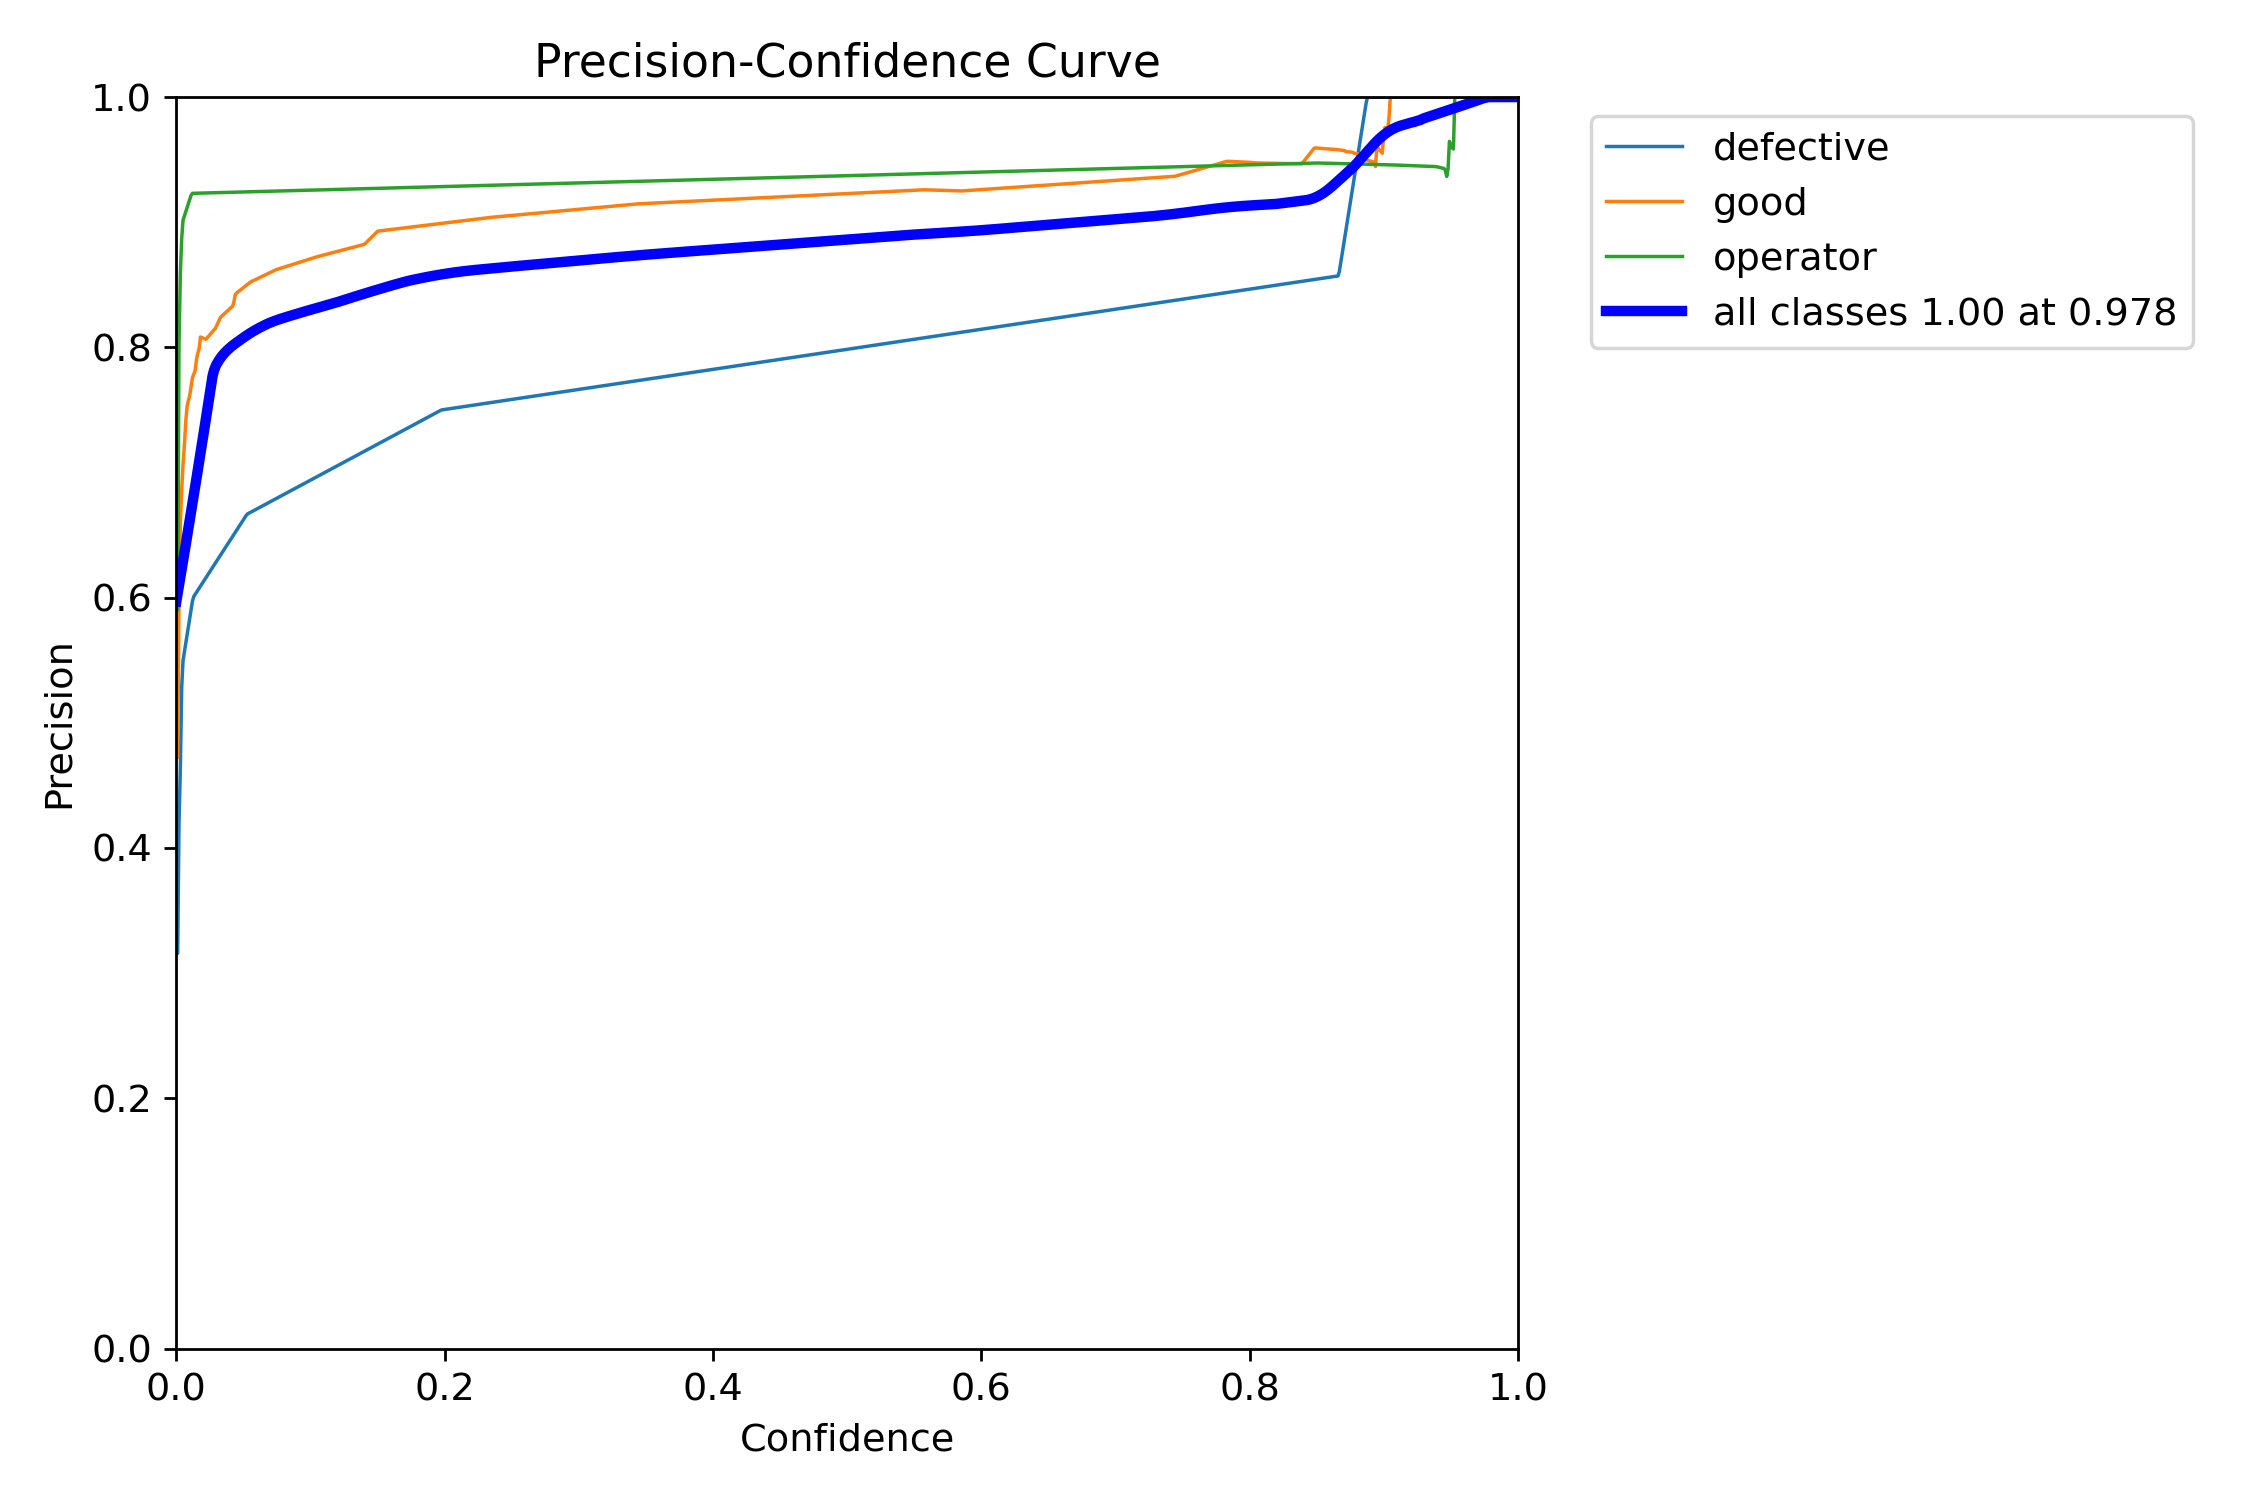 Precision-Confidence Curve
1.0
0.8
0.6
0.4
0.2
0.0
Precision
0.0 0.2 0.4 0.6 0.8 1.0
Confidence
defective
good
operator
all classes 1.00 at 0.978